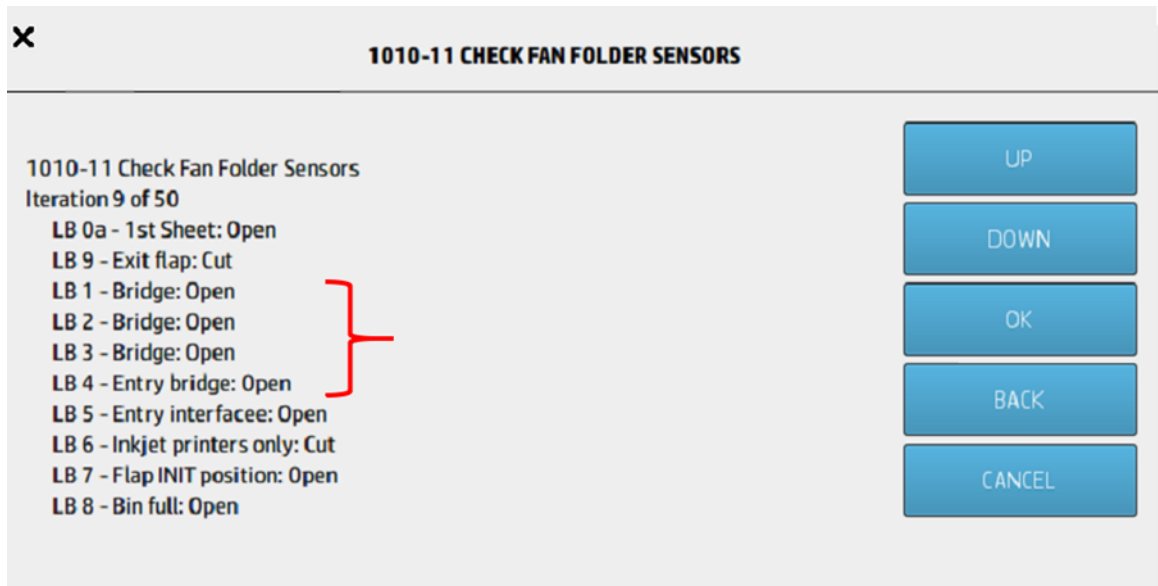 1010-11 CHECK FAN FOLDER SENSORS
1010-11 Check Fan Folder Sensors
Iteration 9 of 50
LB 0a - 1st Sheet: Open
LB 9 - Exit flap: Cut
LB 1 - Bridge: Open
LB 2 - Bridge: Open
LB 3 - Bridge: Open
LB 4 - Entry bridge: Open
LB 5 - Entry interfacee: Open
LB 6 - Inkjet printers only: Cut
LB 7 - Flap INIT position: Open
LB 8 - Bin full: Open
UP
DOWN
OK
BACK
CANCEL